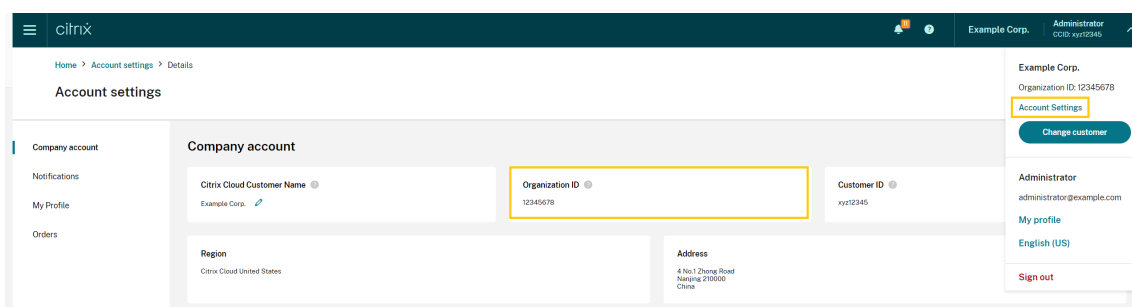 citrix
11
?
Example Corp.
Administrator
CCID: xyz12345
Home > Account settings > Details
Account settings
Example Corp.
Organization ID: 12345678
Account Settings
Change customer
Administrator
administrator@example.com
My profile
English (US)
Sign out
Company account
Notifications
My Profile
Orders
Company account
Citrix Cloud Customer Name ?
Example Corp.
Organization ID ?
12345678
Customer ID ?
xyz12345
Region
Citrix Cloud United States
Address
4 No.1 Zhong Road
Nanjing 210000
China